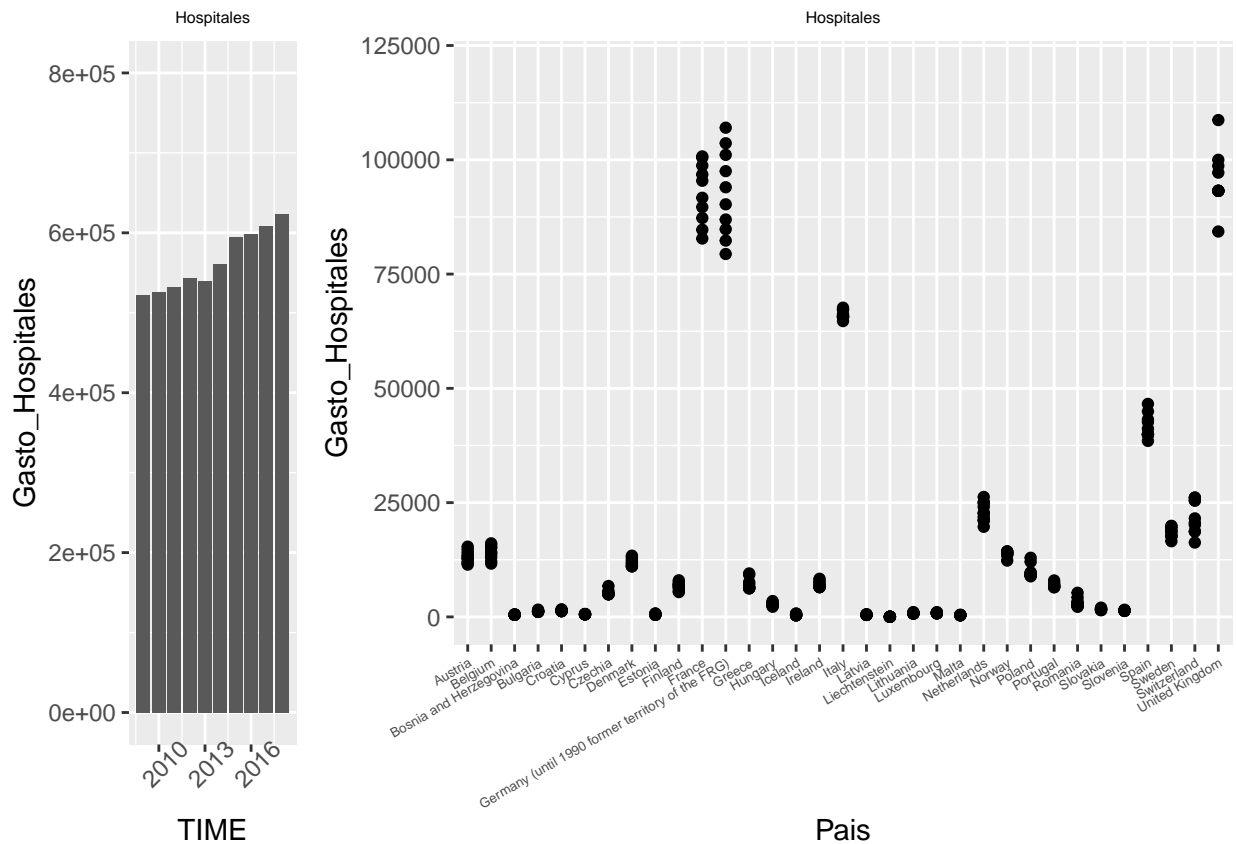 Hospitales
8e+05
6e+05
4e+05
2e+05
0e+00
Gasto_Hospitales
2010
2013
2016
TIME
Hospitales
125000
100000
75000
50000
25000
0
Gasto_Hospitales
Austria
Belgium
Bosnia and Herzegovina
Bulgaria
Croatia
Cyprus
Czechia
Denmark
Estonia
Finland
France
Germany (until 1990 former territory of the FRG)
Greece
Hungary
Iceland
Ireland
Italy
Latvia
Liechtenstein
Lithuania
Luxembourg
Malta
Netherlands
Norway
Poland
Portugal
Romania
Slovakia
Slovenia
Spain
Sweden
Switzerland
United Kingdom
Pais